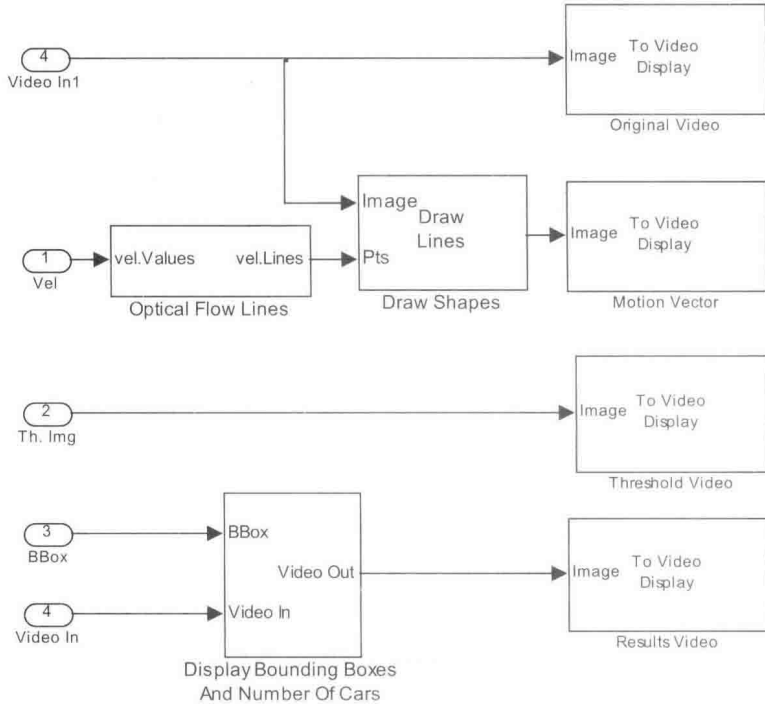 4
Video In1
Image
To Video
Display
Original Video
1
Vel
vel.Values
vel.Lines
Optical Flow Lines
Image
Draw
Lines
Pts
Draw Shapes
Image
To Video
Display
Motion Vector
2
Th. Img
Image
To Video
Display
Threshold Video
3
BBox
4
Video In
BBox
Video In
Video Out
Display Bounding Boxes
And Number Of Cars
Image
To Video
Display
Results Video